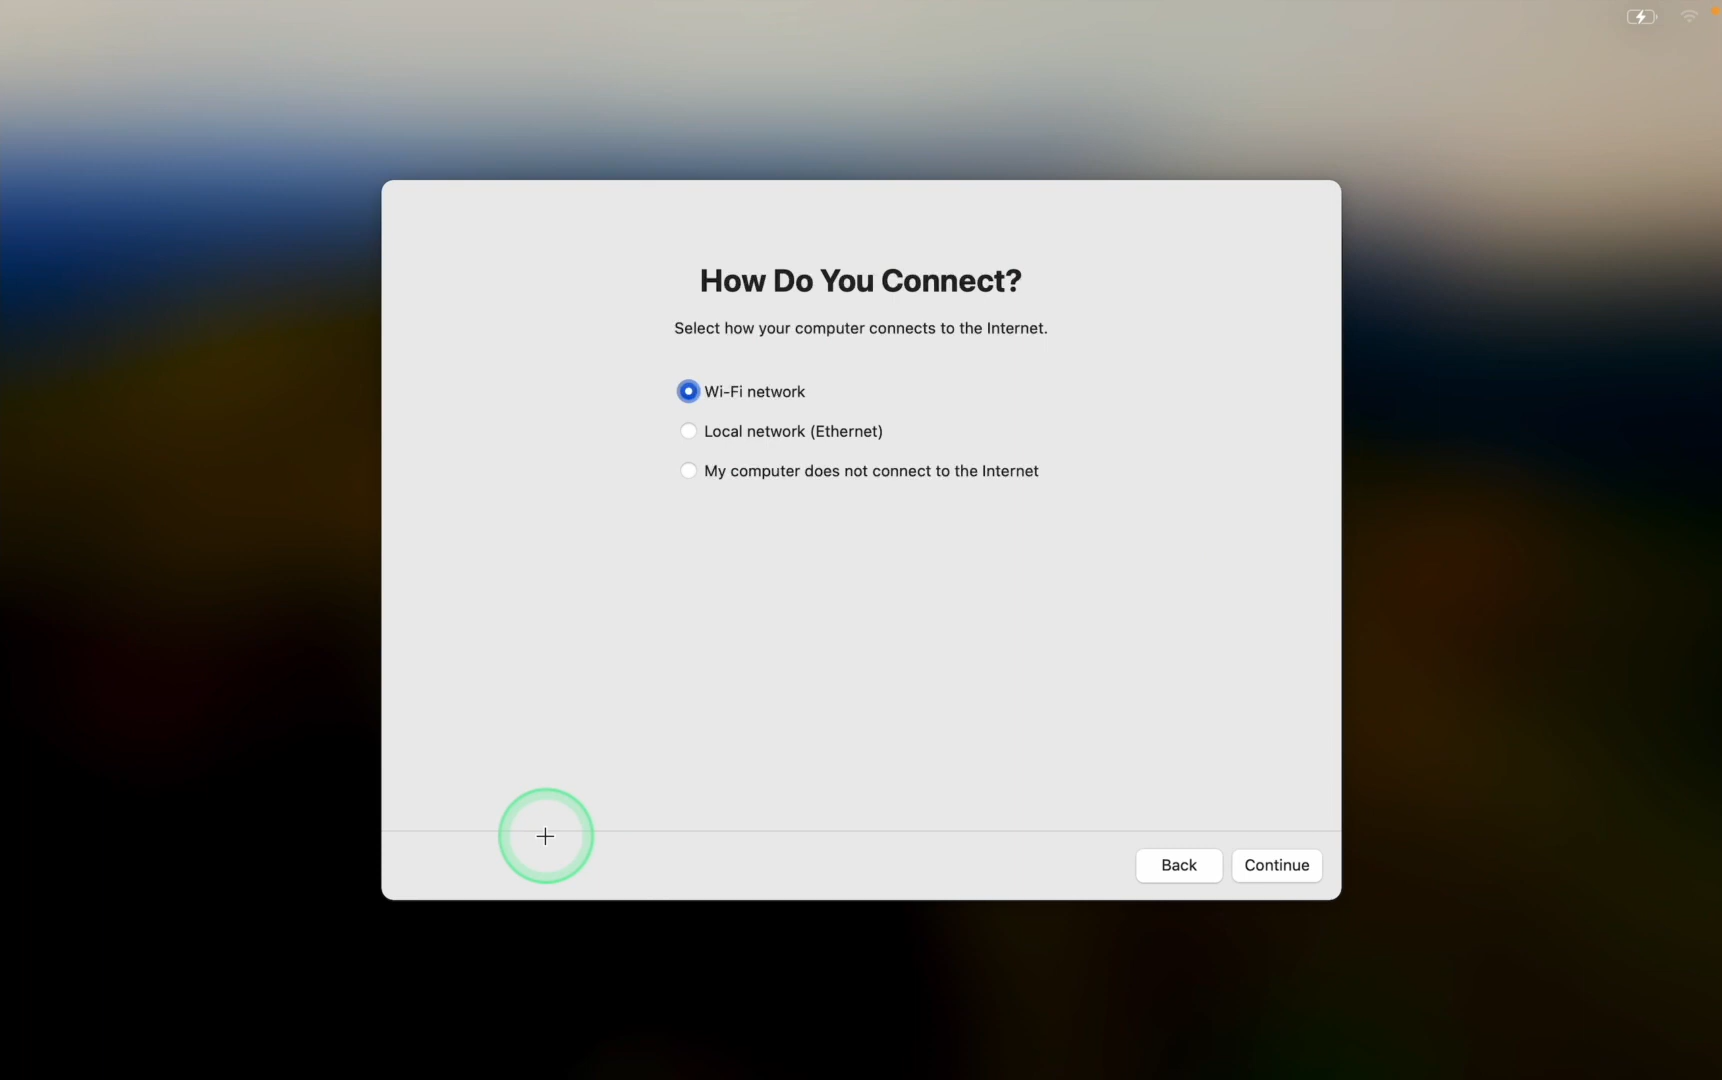 How Do You Connect?
Select how your computer connects to the Internet.
Wi-Fi network
Local network (Ethernet)
My computer does not connect to the Internet
Back
Continue